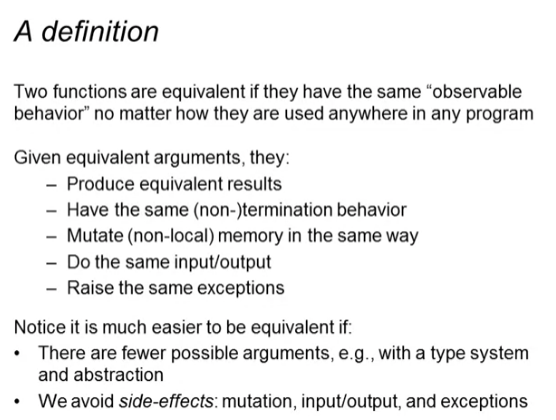 A definition
Two functions are equivalent if they have the same “observable
behavior” no matter how they are used anywhere in any program
Given equivalent arguments, they:
– Produce equivalent results
– Have the same (non-)termination behavior
– Mutate (non-local) memory in the same way
– Do the same input/output
– Raise the same exceptions
Notice it is much easier to be equivalent if:
• There are fewer possible arguments, e.g., with a type system
and abstraction
• We avoid side-effects: mutation, input/output, and exceptions